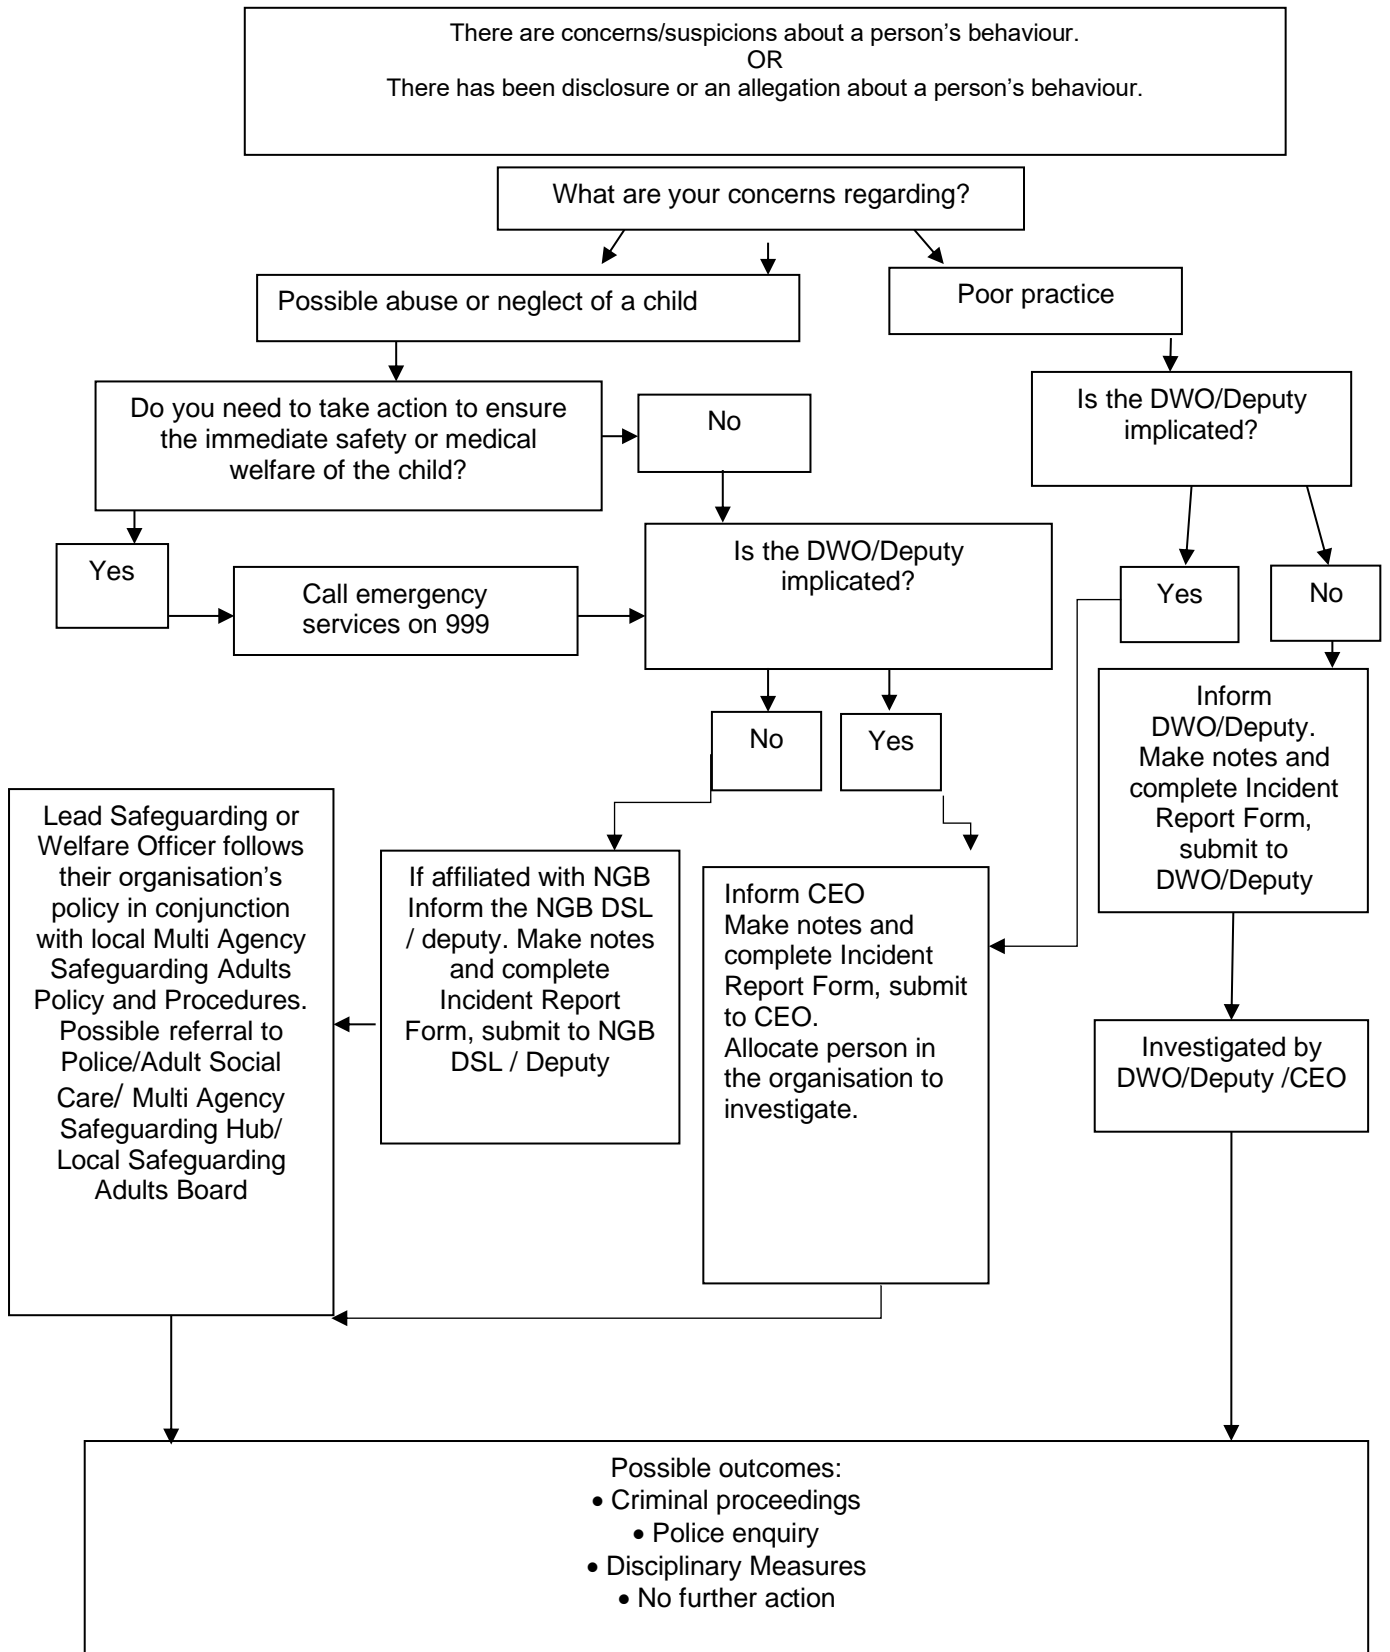 There are concerns/suspicions about a person’s behaviour.
OR
There has been disclosure or an allegation about a person’s behaviour.
What are your concerns regarding?
Possible abuse or neglect of a child
Poor practice
Do you need to take action to ensure
the immediate safety or medical
welfare of the child?
No
Is the DWO/Deputy
implicated?
Yes
Call emergency
services on 999
Is the DWO/Deputy
implicated?
Yes
No
No
Yes
Inform
DWO/Deputy.
Make notes and
complete Incident
Report Form,
submit to
DWO/Deputy
Lead Safeguarding or
Welfare Officer follows
their organisation’s
policy in conjunction
with local Multi Agency
Safeguarding Adults
Policy and Procedures.
Possible referral to
Police/Adult Social
Care/ Multi Agency
Safeguarding Hub/
Local Safeguarding
Adults Board
If affiliated with NGB
Inform the NGB DSL
/ deputy. Make notes
and complete
Incident Report
Form, submit to NGB
DSL / Deputy
Inform CEO
Make notes and
complete Incident
Report Form, submit
to CEO.
Allocate person in
the organisation to
investigate.
Investigated by
DWO/Deputy /CEO
Possible outcomes:
• Criminal proceedings
• Police enquiry
• Disciplinary Measures
• No further action